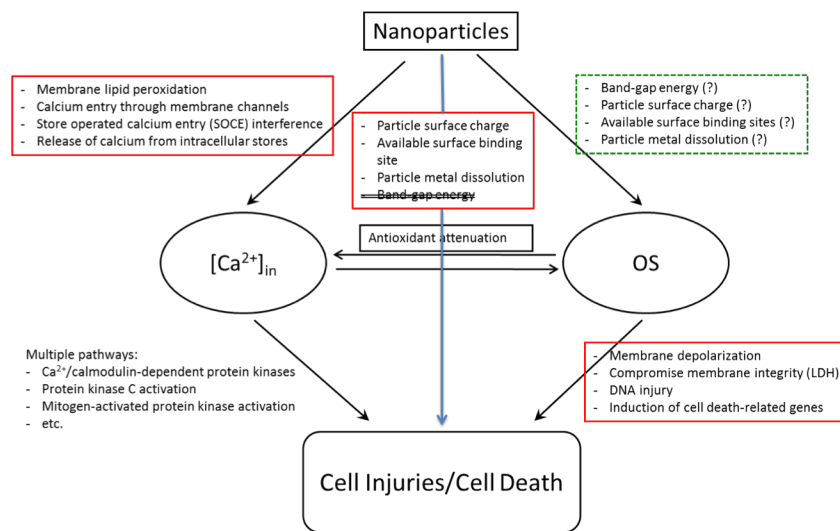 Nanoparticles
- Membrane lipid peroxidation
- Calcium entry through membrane channels
- Store operated calcium entry (SOCE) interference
- Release of calcium from intracellular stores
- Particle surface charge
- Available surface binding
site
- Particle metal dissolution
- Band-gap energy
- Band-gap energy (?)
- Particle surface charge (?)
- Available surface binding sites (?)
- Particle metal dissolution (?)
Antioxidant attenuation
[Ca²⁺]in
OS
Multiple pathways:
- Ca²⁺/calmodulin-dependent protein kinases
- Protein kinase C activation
- Mitogen-activated protein kinase activation
- etc.
- Membrane depolarization
- Compromise membrane integrity (LDH)
- DNA injury
- Induction of cell death-related genes
Cell Injuries/Cell Death